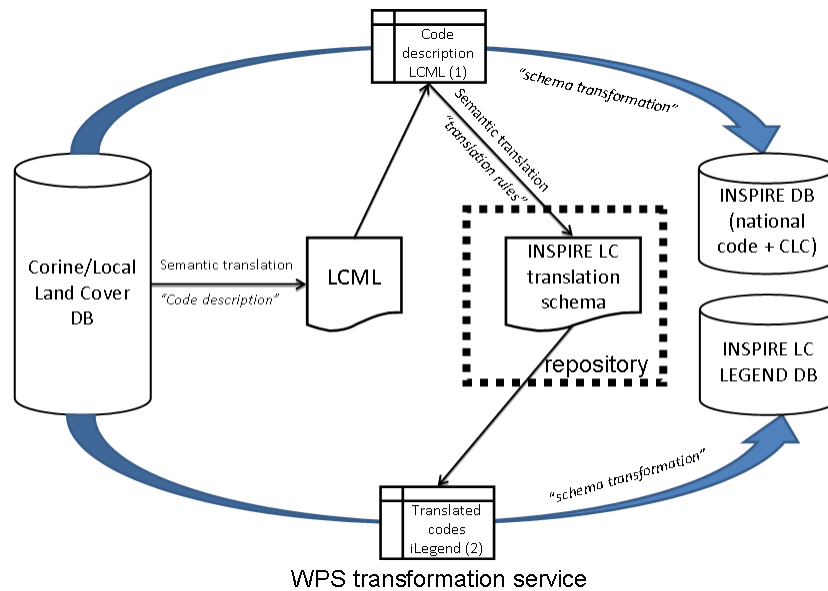 Code
description
LCML (1)
"schema transformation"
Semantic translation
"translation rules"
Corine/Local
Land Cover
DB
Semantic translation
"Code description"
LCML
INSPIRE LC
translation
schema
repository
INSPIRE DB
(national
code + CLC)
INSPIRE LC
LEGEND DB
"schema transformation"
Translated
codes
iLegend (2)
WPS transformation service